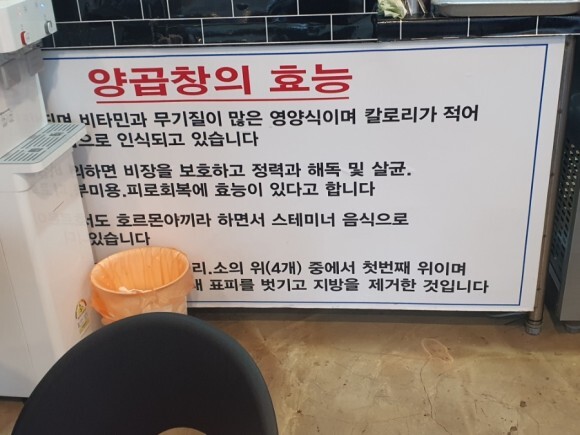 양곱창의 효능
비타민과 무기질이 많은 영양식이며 칼로리가 적어
으로 인식되고 있습니다
하면 비장을 보호하고 정력과 해독 및 살균.
부미용.피로회복에 효능이 있다고 합니다
도 호르몬야끼라 하면서 스테미너 음식으로
있습니다
리.소의 위(4개) 중에서 첫번째 위이며
표피를 벗기고 지방을 제거한 것입니다